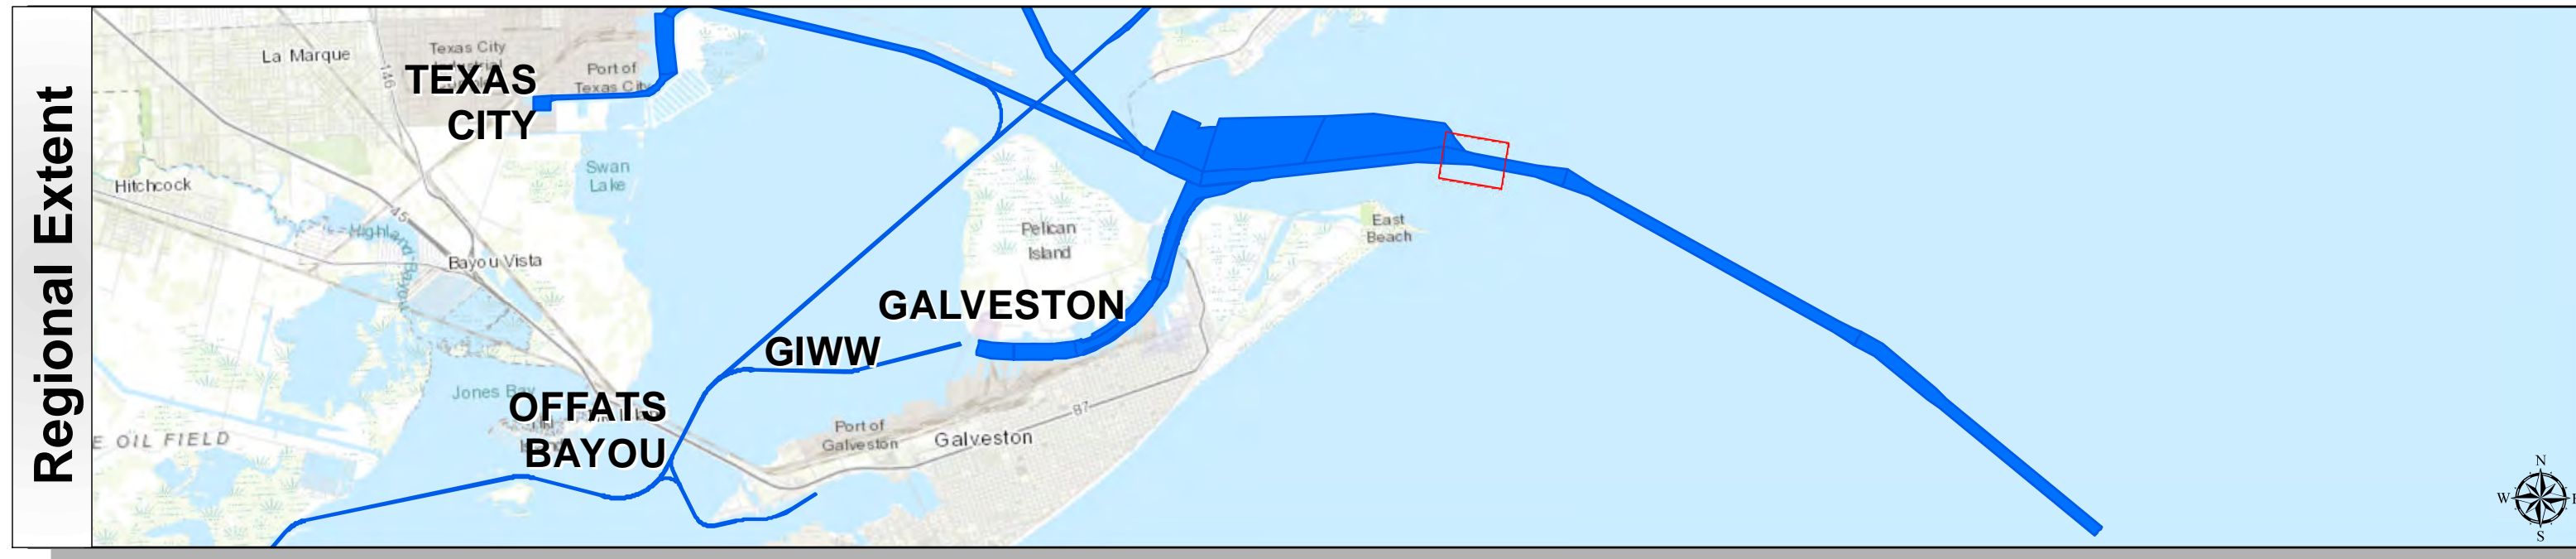 Regional Extent
La Marque
Texas City
Port of
Texas City
TEXAS
CITY
146
Swan
Lake
Hitchcock
45
Highland Bayou
Bayou Vista
Pelican
Island
East
Beach
GALVESTON
GIWW
Jones Bay
OFFATS
BAYOU
E OIL FIELD
Port of
Galveston
Galveston
87
N
W
S